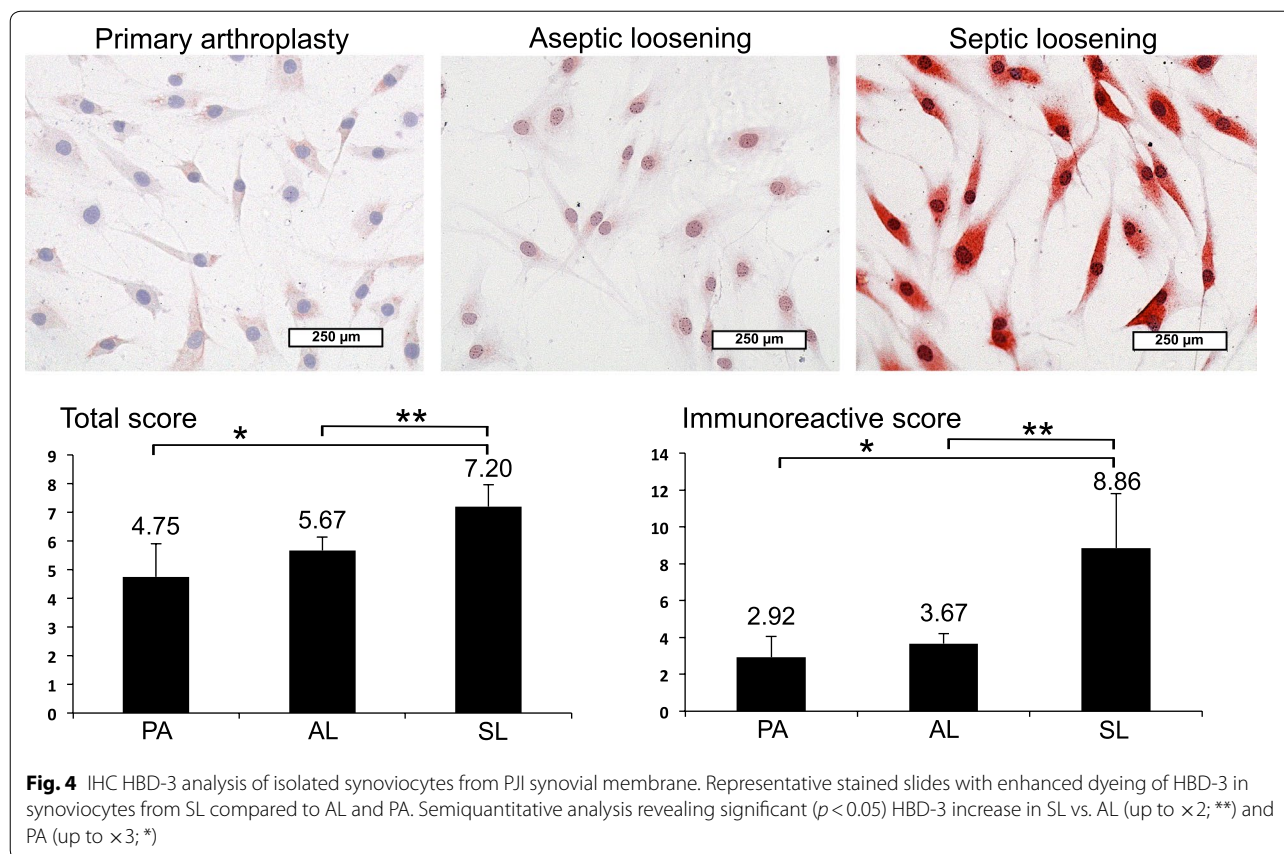 Primary arthroplasty
Aseptic loosening
Septic loosening
250 µm
250 µm
250 µm
Total score
*
**
9
8
7
6
5
4
3
2
1
0
4.75
5.67
7.20
PA
AL
SL
Immunoreactive score
*
**
14
12
10
8
6
4
2
0
2.92
3.67
8.86
PA
AL
SL
Fig. 4 IHC HBD-3 analysis of isolated synoviocytes from PJI synovial membrane. Representative stained slides with enhanced dyeing of HBD-3 in
synoviocytes from SL compared to AL and PA. Semiquantitative analysis revealing significant (p < 0.05) HBD-3 increase in SL vs. AL (up to ×2; **) and
PA (up to ×3; *)